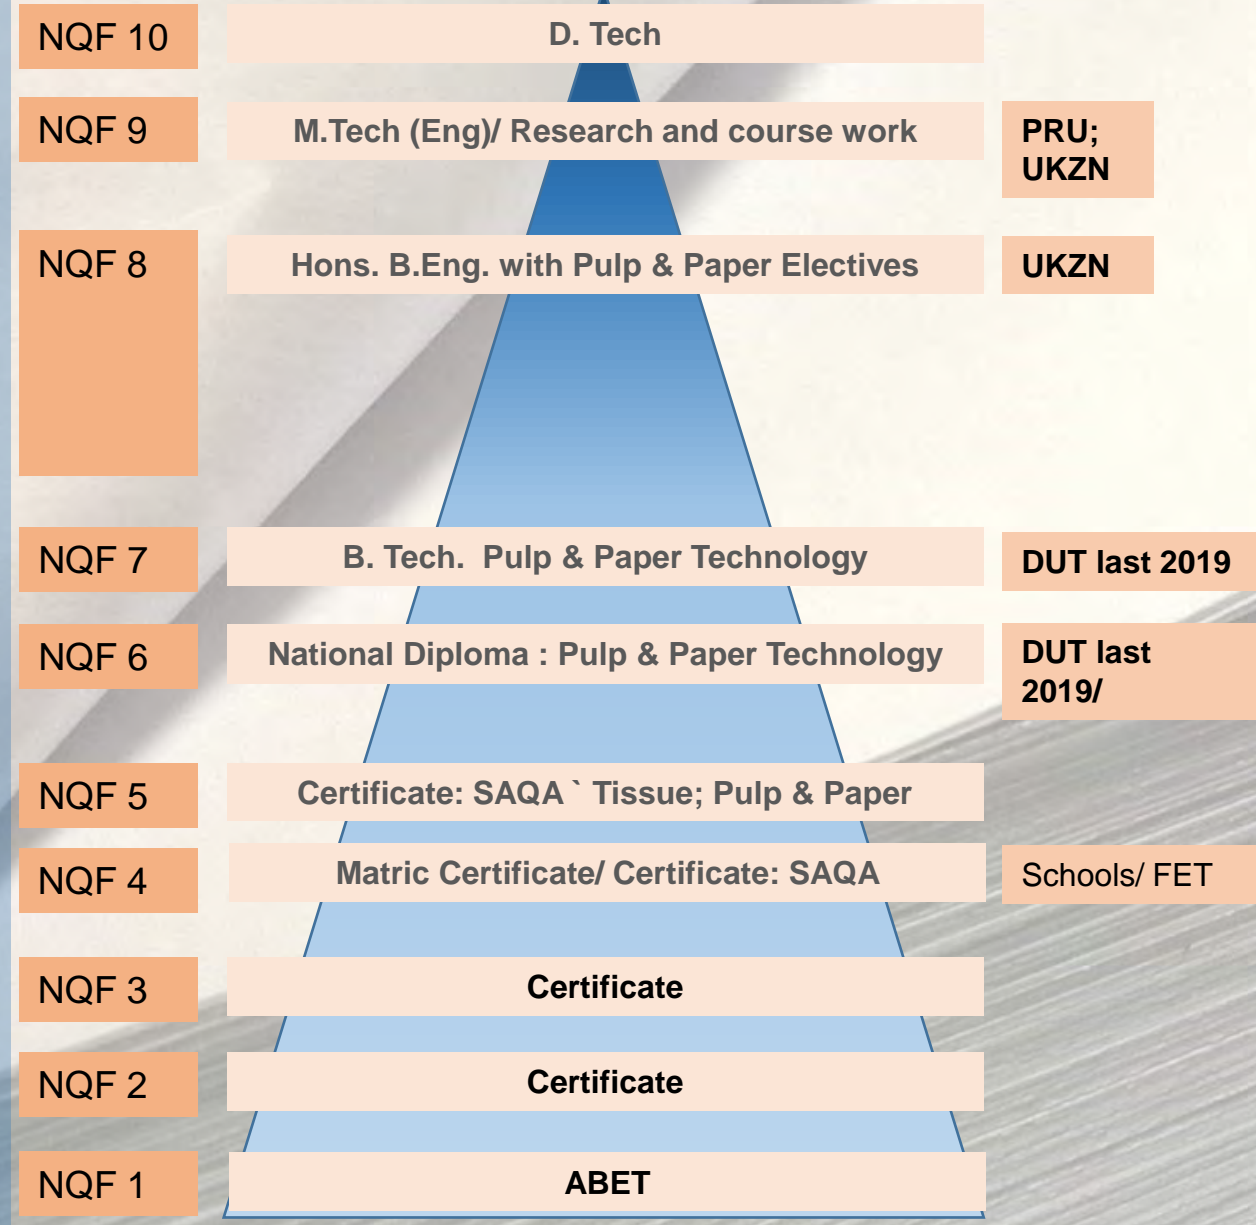 NQF 10
D. Tech
NQF 9
M.Tech (Eng)/ Research and course work
PRU;
UKZN
NQF 8
Hons. B.Eng. with Pulp & Paper Electives
UKZN
NQF 7
B. Tech.  Pulp & Paper Technology
DUT last 2019
NQF 6
National Diploma : Pulp & Paper Technology
DUT last
2019/
NQF 5
Certificate: SAQA ` Tissue; Pulp & Paper
NQF 4
Matric Certificate/ Certificate: SAQA
Schools/ FET
NQF 3
Certificate
NQF 2
Certificate
NQF 1
ABET